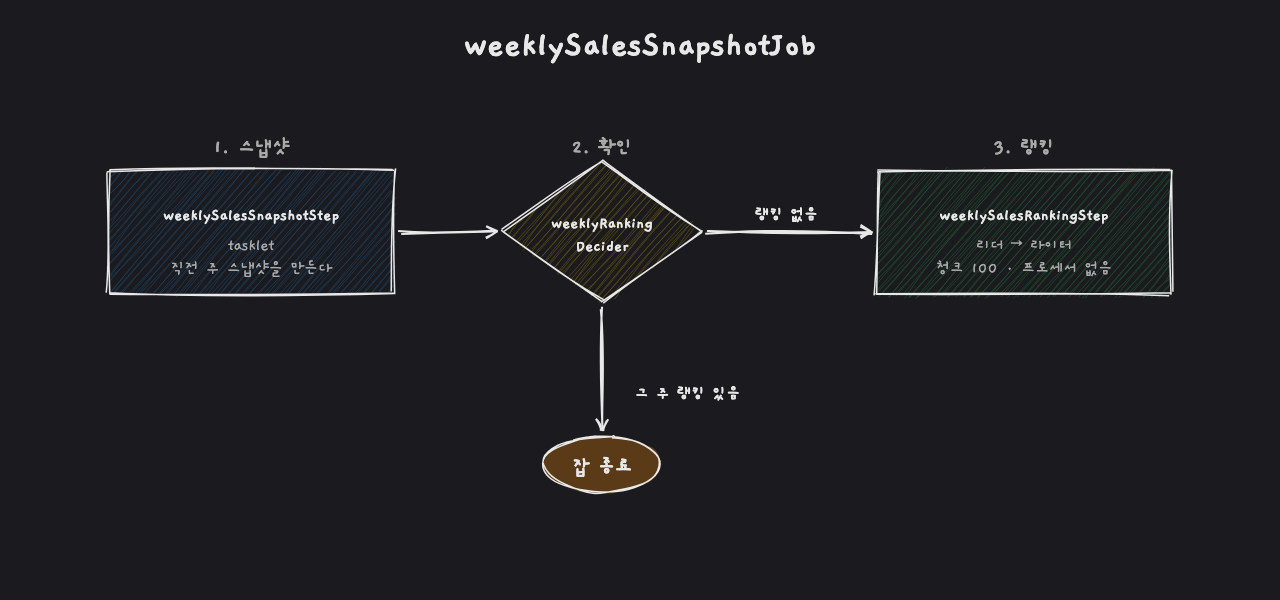 weeklySalesSnapshotJob
1. 스냅샷
weeklySalesSnapshotStep
tasklet
직전 주 스냅샷을 만든다
2. 확인
weeklyRanking
Decider
랭킹 없음
3. 랭킹
weeklySalesRankingStep
리더 → 라이터
청크 100 · 프로세서 없음
그 주 랭킹 있음
잡 종료